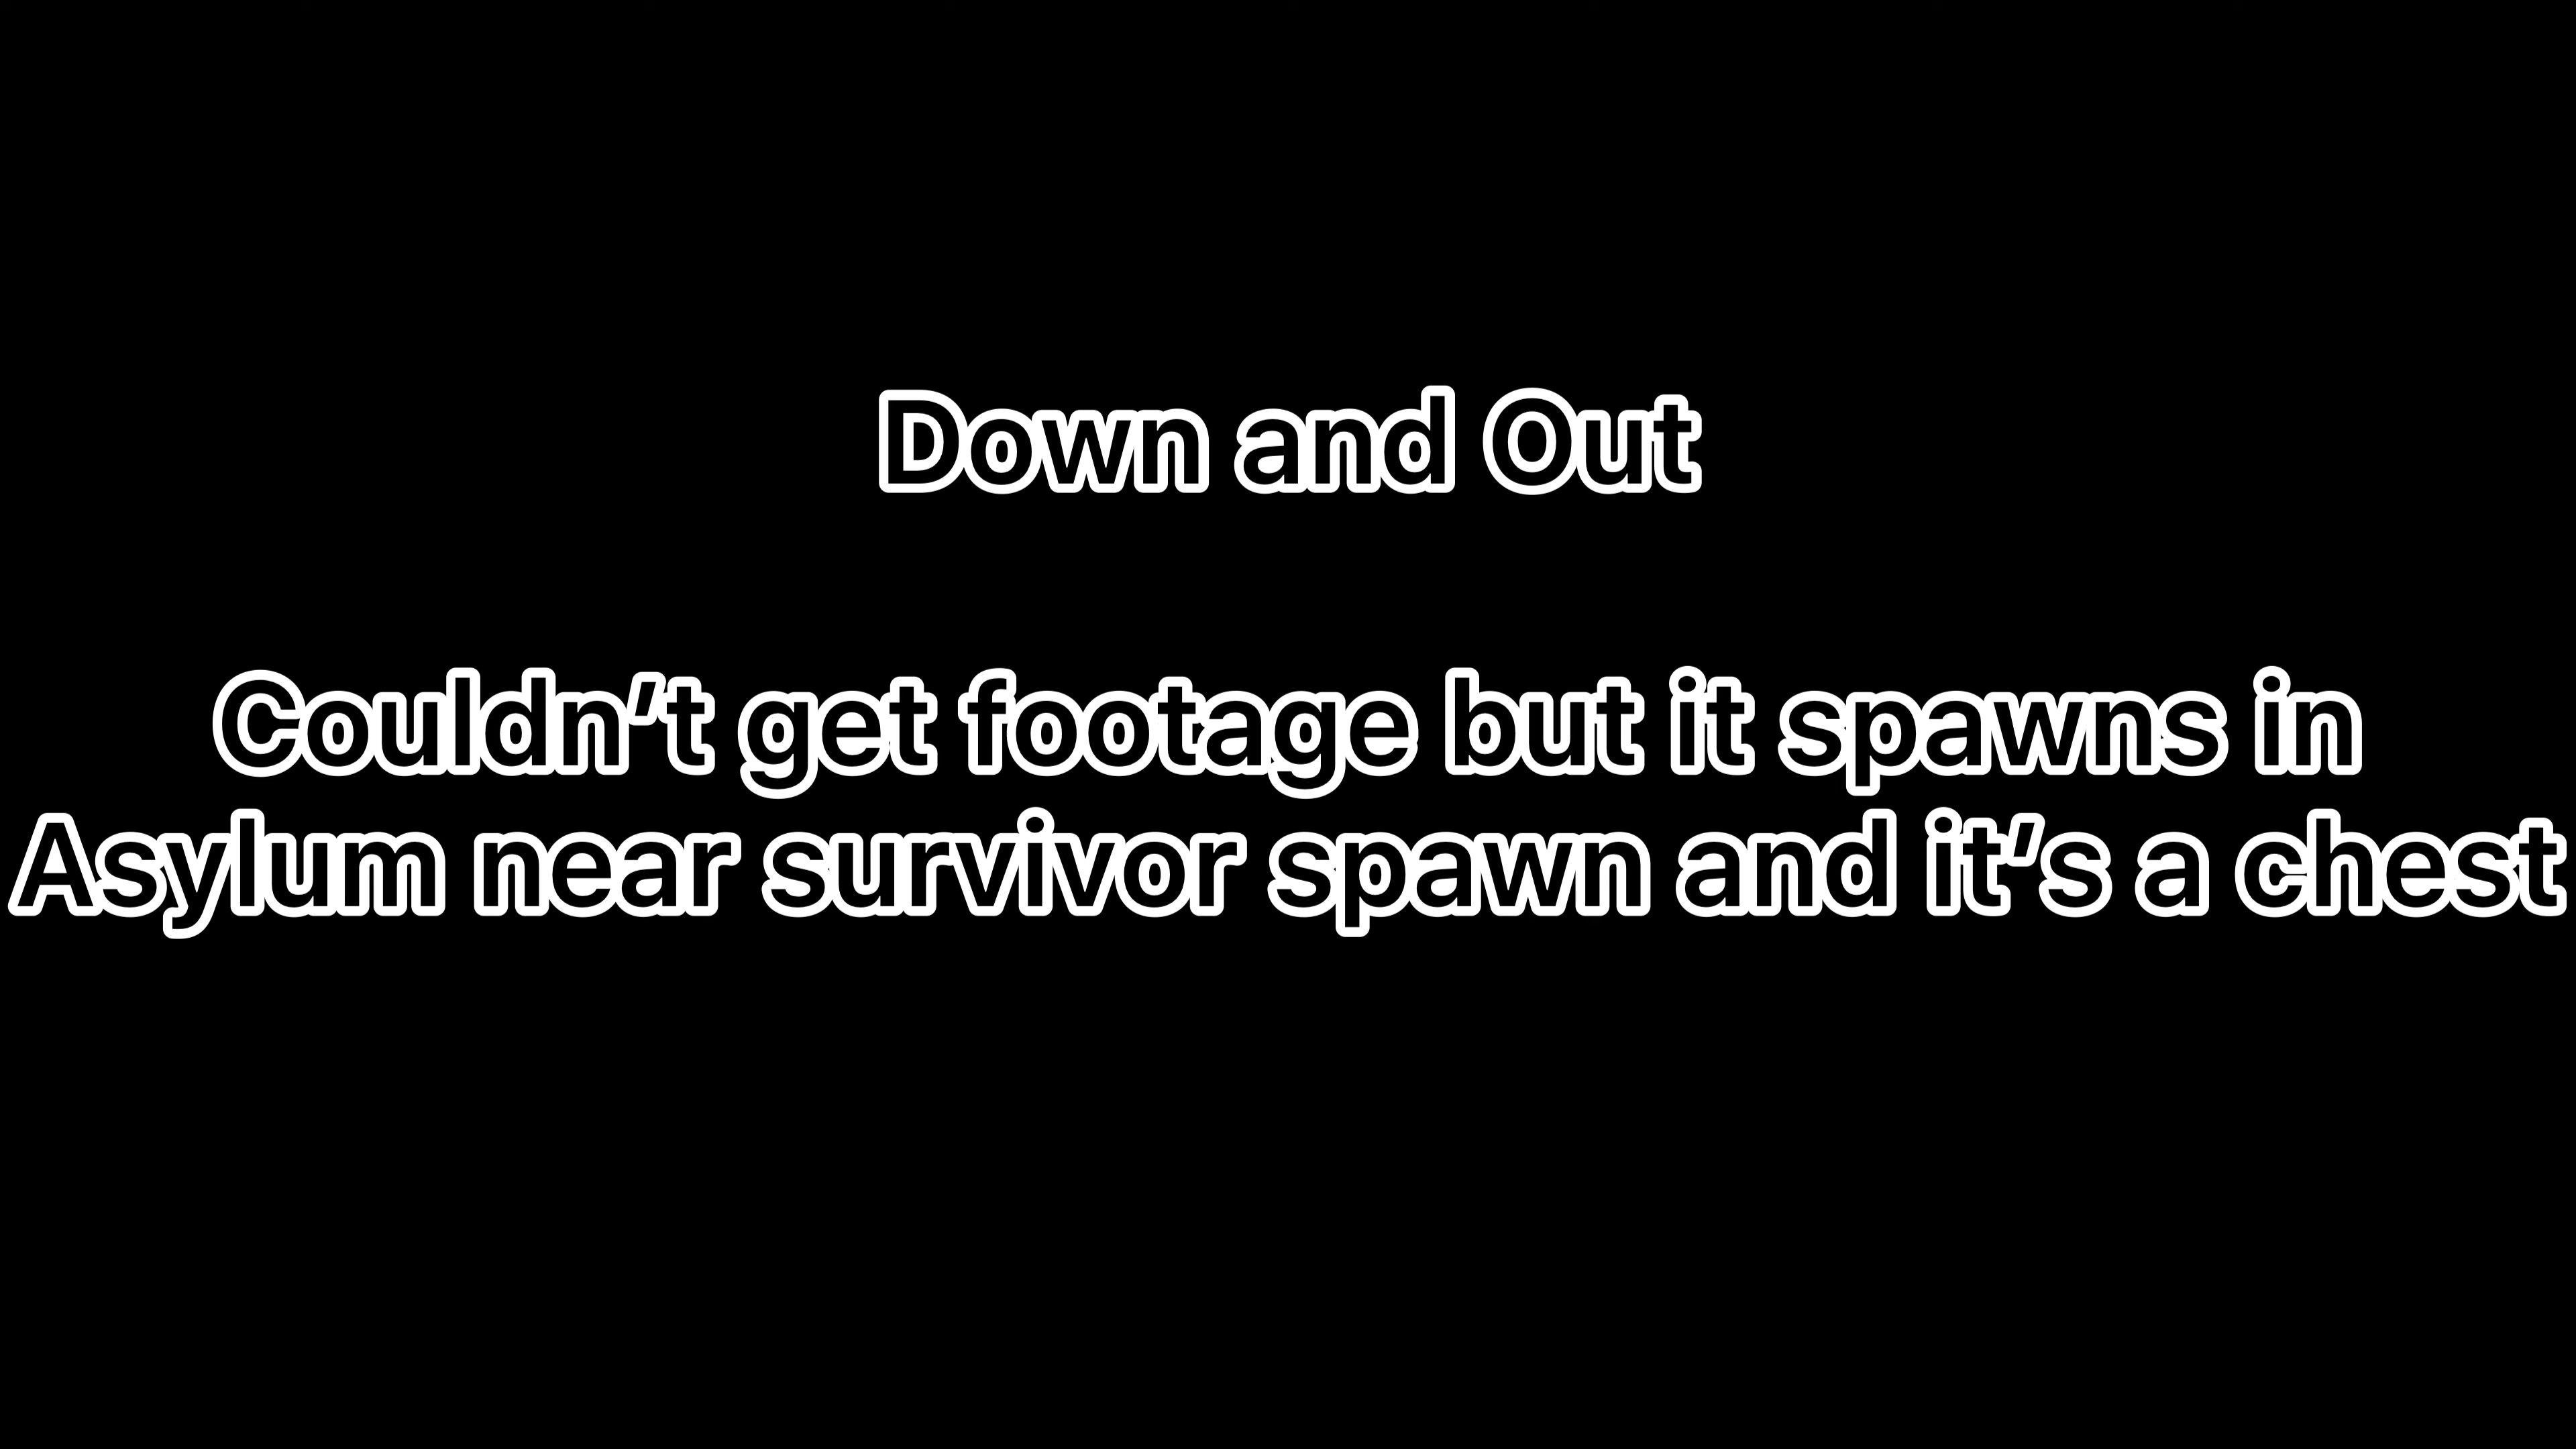 Down and Out
Couldn't get footage but it spawns in
Asylum near survivor spawn and it's a chest